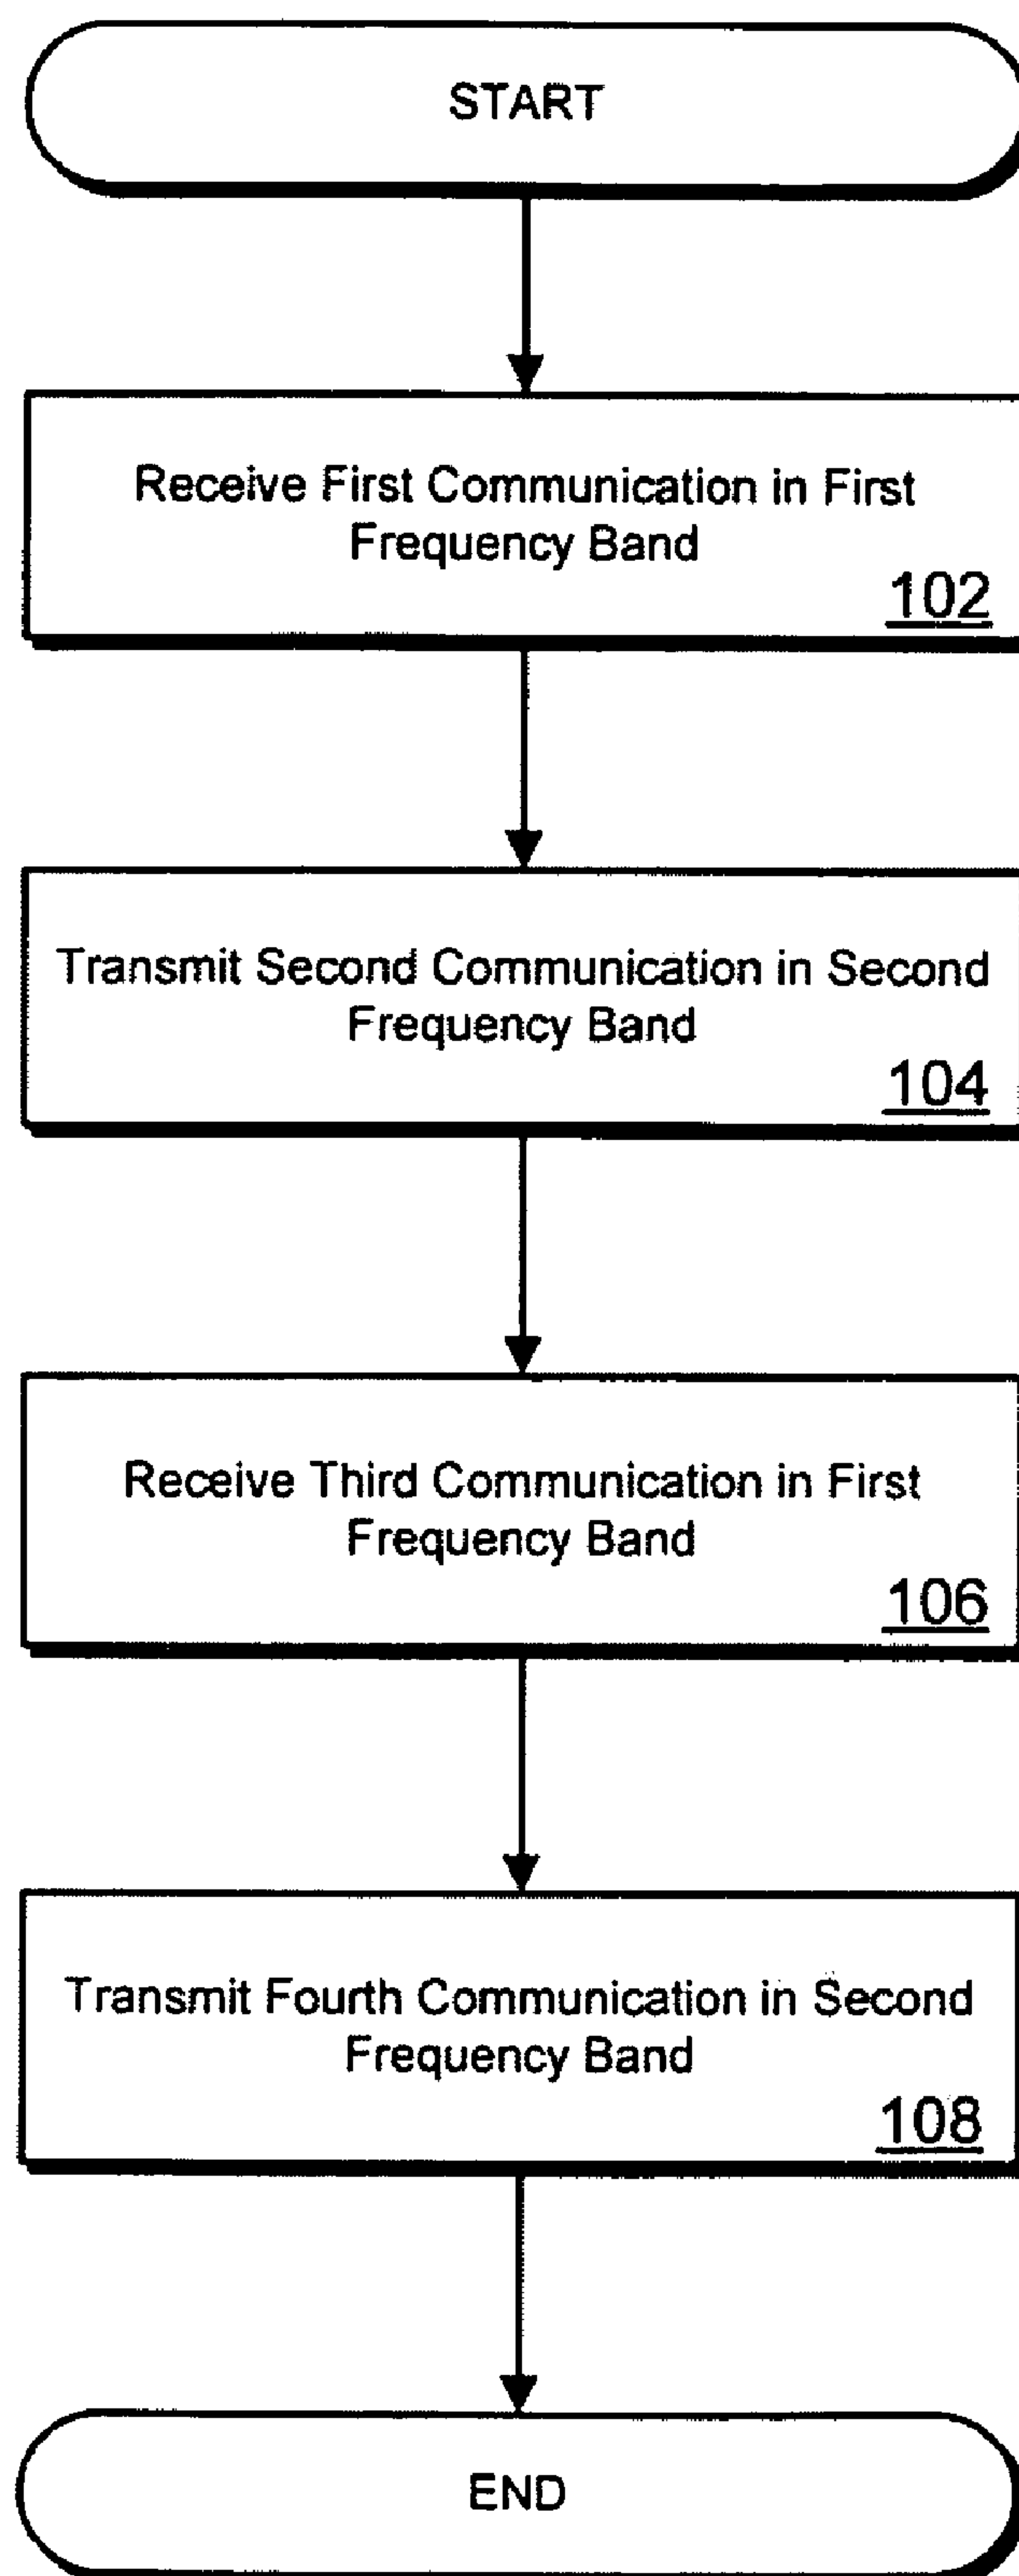 START
Receive First Communication in First
Frequency Band
102
Transmit Second Communication in Second
Frequency Band
104
Receive Third Communication in First
Frequency Band
106
Transmit Fourth Communication in Second
Frequency Band
108
END